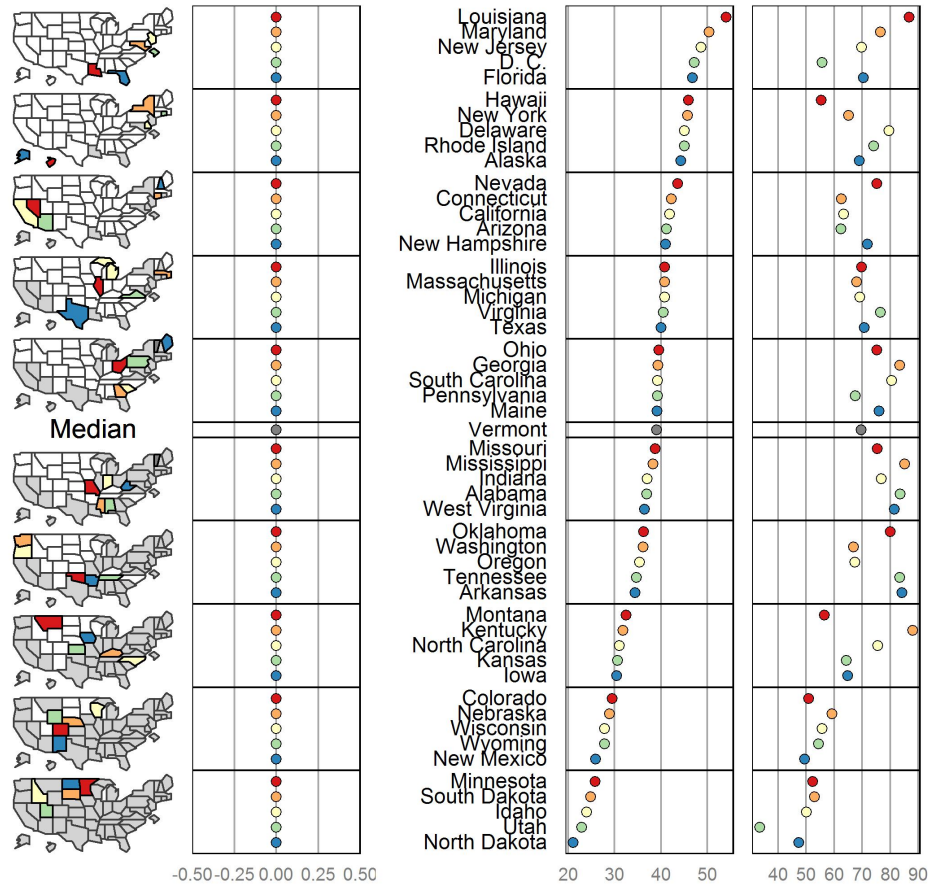 Louisiana
Maryland
New Jersey
D. C.
Florida
Hawaii
New York
Delaware
Rhode Island
Alaska
Nevada
Connecticut
California
Arizona
New Hampshire
Illinois
Massachusetts
Michigan
Virginia
Texas
Ohio
Georgia
South Carolina
Pennsylvania
Maine
Median
Vermont
Missouri
Mississippi
Indiana
Alabama
West Virginia
Oklahoma
Washington
Oregon
Tennessee
Arkansas
Montana
Kentucky
North Carolina
Kansas
Iowa
Colorado
Nebraska
Wisconsin
Wyoming
New Mexico
Minnesota
South Dakota
Idaho
Utah
North Dakota
-0.50 -0.25 0.00 0.25 0.50 20 30 40 50 50 60 70 80 90